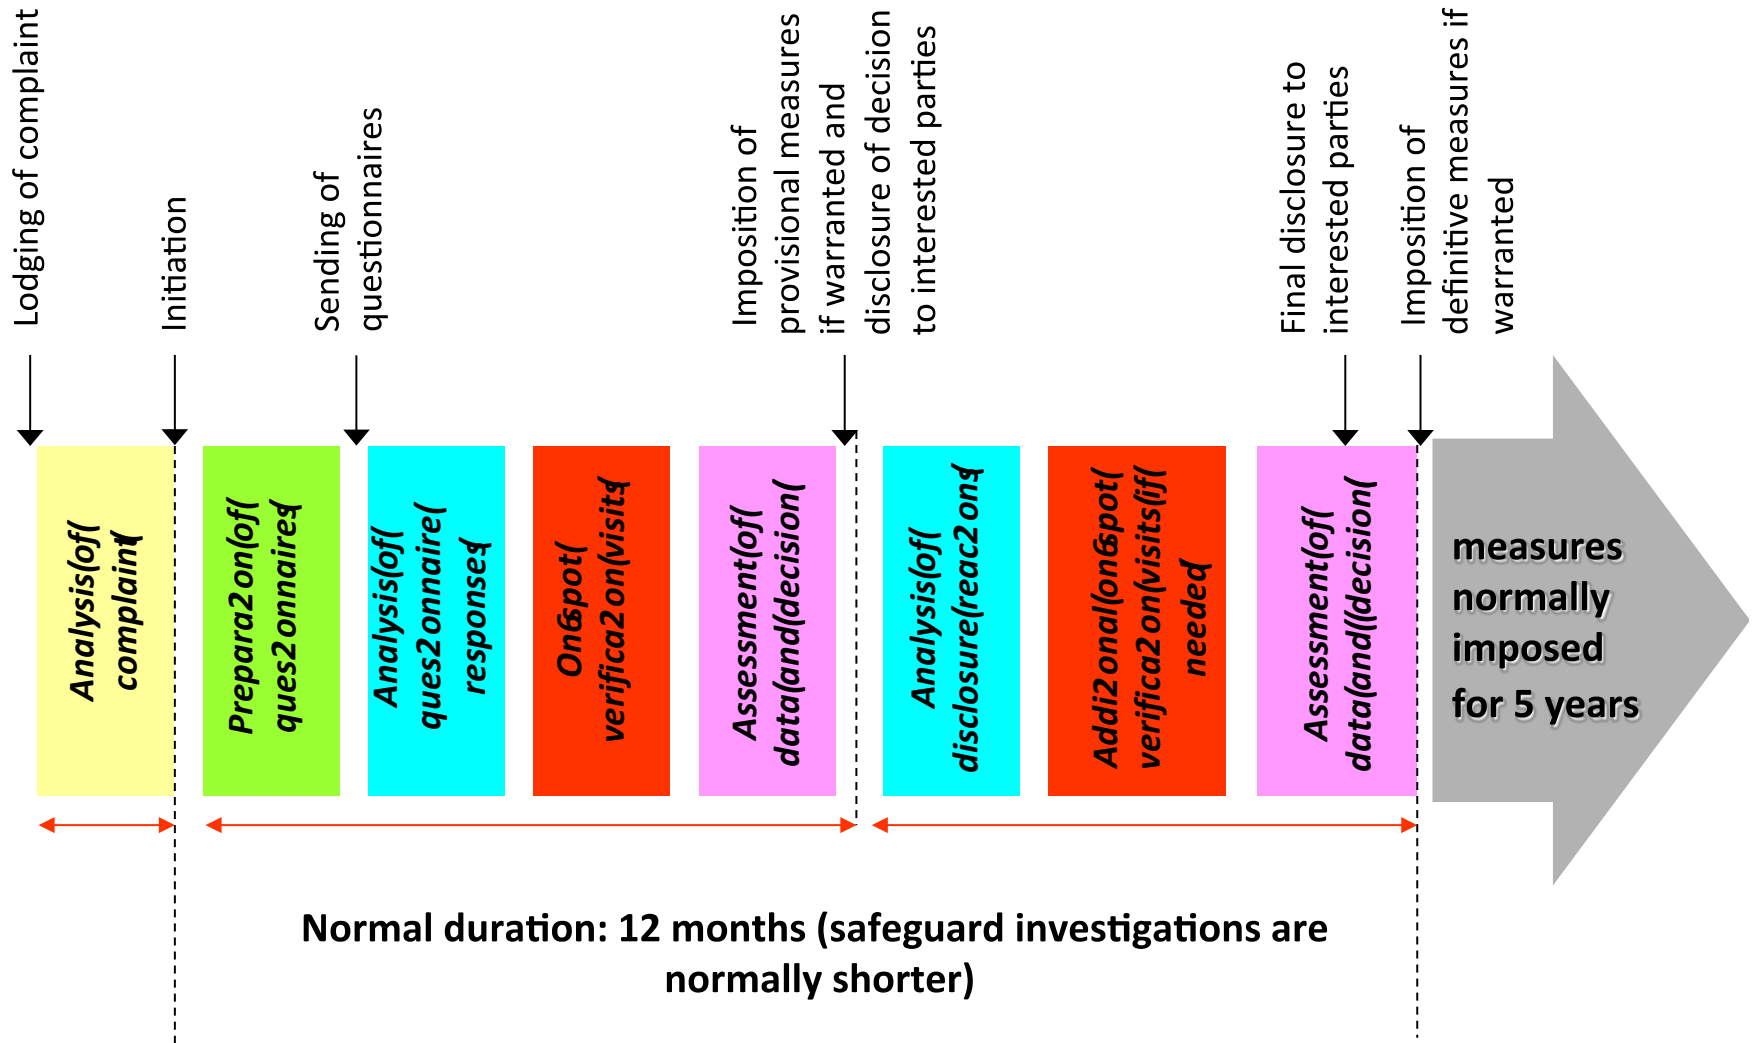 Lodging of complaint
Initiation
Sending of
questionnaires
Imposition of
provisional measures
if warranted and
disclosure of decision
to interested parties
Final disclosure to
interested parties
Imposition of
definitive measures if
warranted
Analysis(of(
complaint(
Prepara2on(of(
ques2onnaires(
Analysis(of(
ques2onnaire(
responses(
On6spot(
verifica2on(visits(
Assessment(of(
data(and(decision(
Analysis(of(
disclosure(reac2ons(
Addi2onal(on6spot(
verifica2on(visits(if(
needed(
Assessment(of(
data(and((decision(
measures
normally
imposed
for 5 years
Normal duration: 12 months (safeguard investigations are
normally shorter)